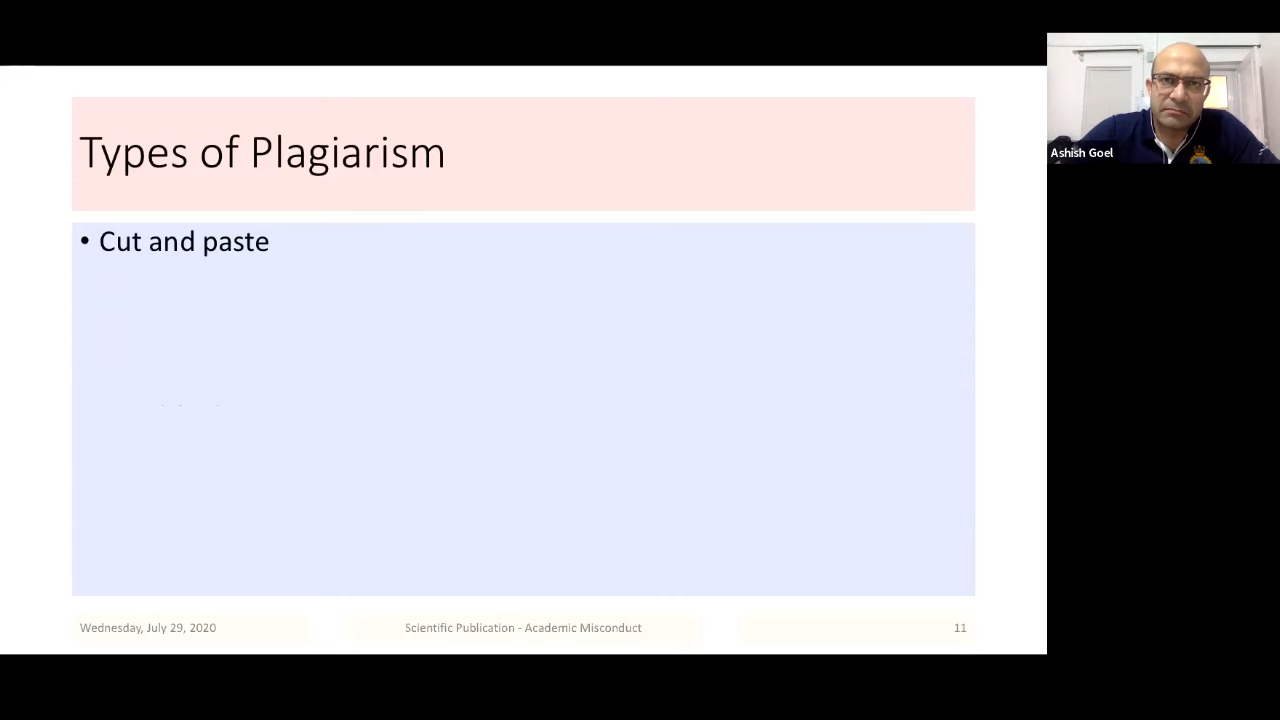 Types of Plagiarism
• Cut and paste
Wednesday, July 29, 2020
Scientific Publication - Academic Misconduct
11
Ashish Goel